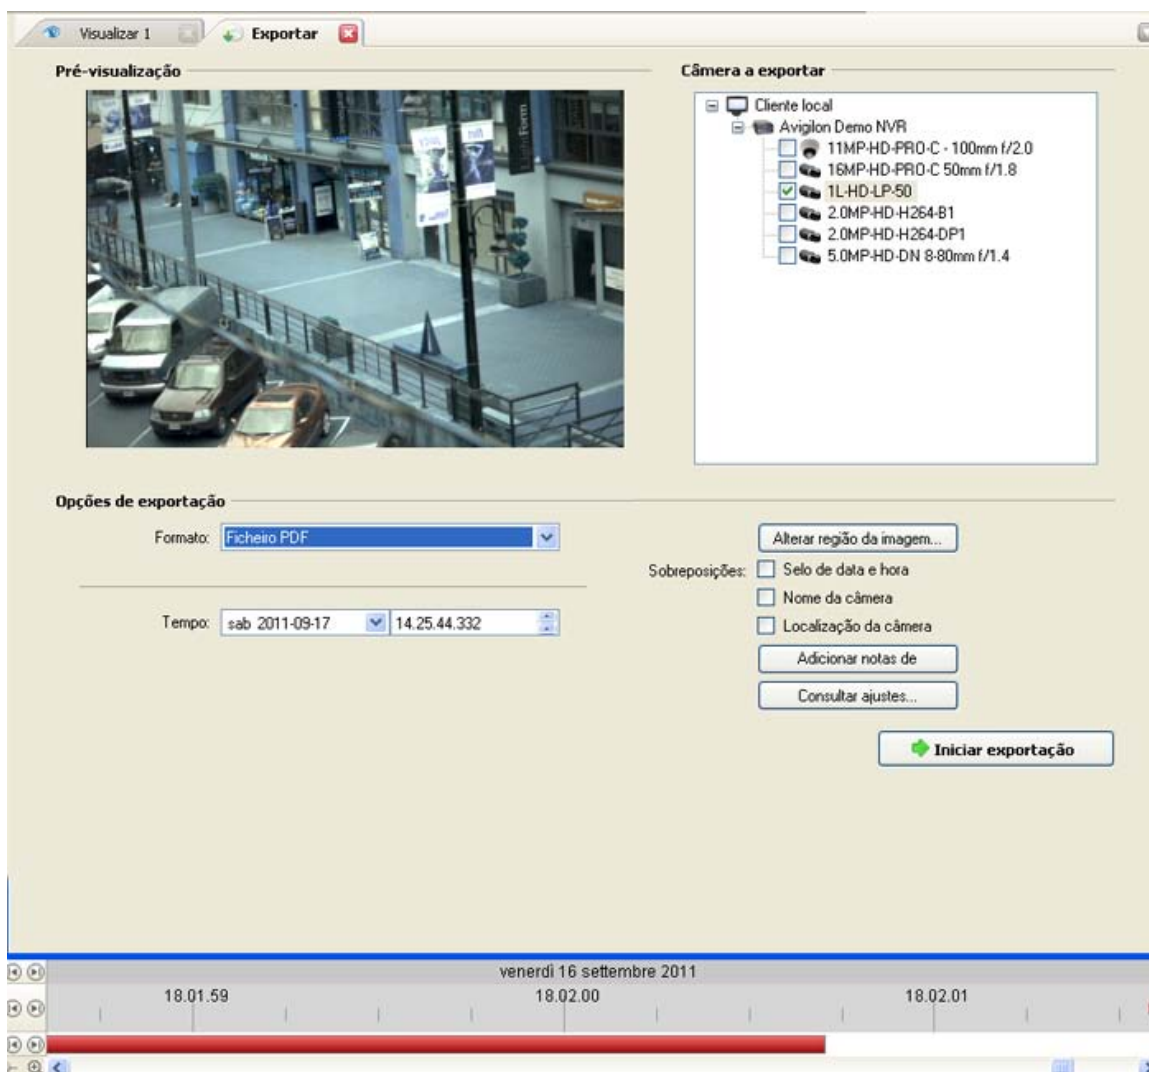 Visualizar 1
Exportar
Pré-visualização
LightForm
Câmera a exportar
Cliente local
Avigilon Demo NVR
11MP-HD-PRO-C - 100mm f/2.0
16MP-HD-PRO-C 50mm f/1.8
1L-HD-LP-50
2.0MP-HD-H264-B1
2.0MP-HD-H264-DP1
5.0MP-HD-DN 8-80mm f/1.4
Opções de exportação
Formato: Ficheiro PDF
Tempo: sab 2011-09-17 14.25.44.332
Alterar região da imagem...
Sobreposições: Selo de data e hora
Nome da câmera
Localização da câmera
Adicionar notas de
Consultar ajustes...
Iniciar exportação
venerdì 16 settembre 2011
18.01.59 18.02.00 18.02.01